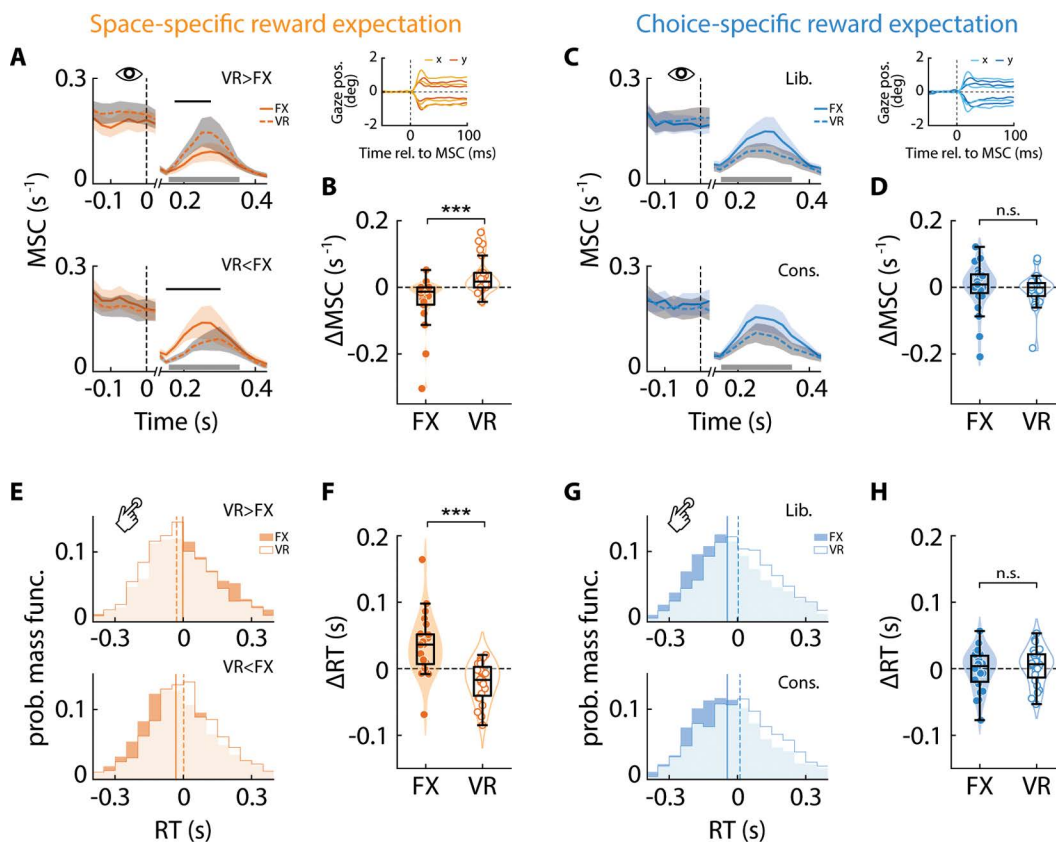 Space-specific reward expectation
Choice-specific reward expectation
A
VR>FX
FX
VR
0.3
0
MSC (s⁻¹)
-0.1 0 0.2 0.4
VR<FX
0.3
0
-0.1 0 0.2 0.4
Time (s)
x y
Gaze pos.
(deg)
2
0
-2
0 100
Time rel. to MSC (ms)
B
***
ΔMSC (s⁻¹)
0.2
0
-0.2
FX VR
C
Lib.
FX
VR
0.3
0
MSC (s⁻¹)
-0.1 0 0.2 0.4
Cons.
0.3
0
-0.1 0 0.2 0.4
Time (s)
x y
Gaze pos.
(deg)
2
0
-2
0 100
Time rel. to MSC (ms)
D
n.s.
ΔMSC (s⁻¹)
0.2
0
-0.2
FX VR
E
VR>FX
FX
VR
0.1
0
-0.3 0 0.3
prob. mass func.
VR<FX
0.1
0
-0.3 0 0.3
RT (s)
F
***
ΔRT (s)
0.2
0.1
0
-0.1
FX VR
G
Lib.
FX
VR
0.1
0
-0.3 0 0.3
prob. mass func.
Cons.
0.1
0
-0.3 0 0.3
RT (s)
H
n.s.
ΔRT (s)
0.2
0.1
0
-0.1
FX VR